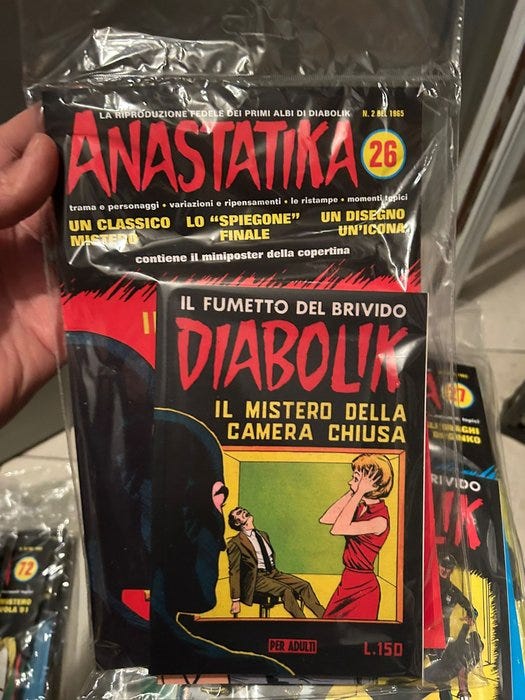 LA RIPRODUZIONE FEDELE DEI PRIMI ALBI DI DIABOLIK
N. 2 DEL 1965
ANASTATIKA
26
trama e personaggi • variazioni e ripensamenti • le ristampe • momenti topici
UN CLASSICO MISTERO
LO "SPIEGONE" FINALE
UN DISEGNO UN'ICONA
contiene il miniposter della copertina
IL FUMETTO DEL BRIVIDO
DIABOLIK
IL MISTERO DELLA
CAMERA CHIUSA
PER ADULTI
L.150
27
BRIVIDO
LIK
72
MISTERO